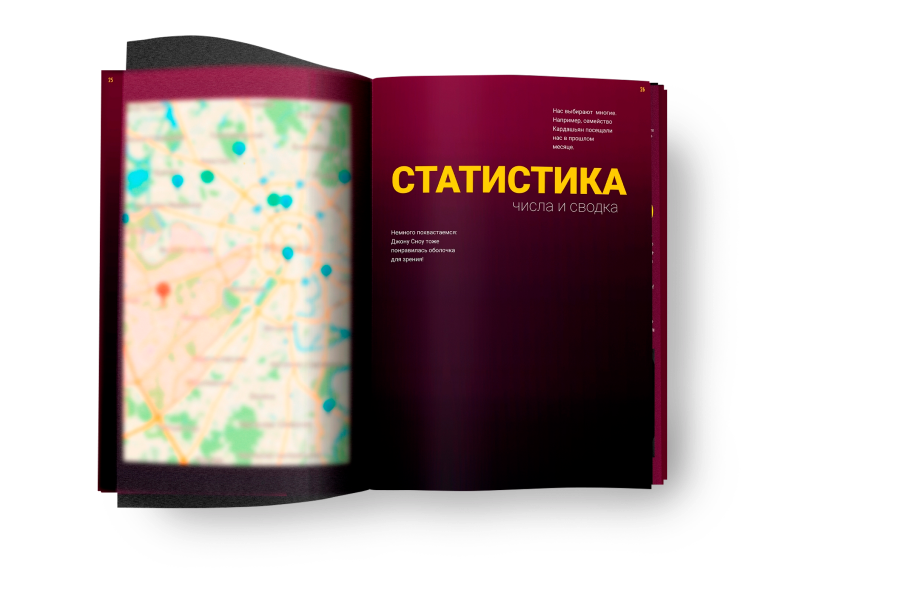 25
26
Нас выбирают многие.
Например, семейство
Кардашьян посещали
нас в прошлом
месяце.
СТАТИСТИКА
числа и сводка
Немного похвастаемся:
Джону Сноу тоже
понравилась оболочка
для зрения!